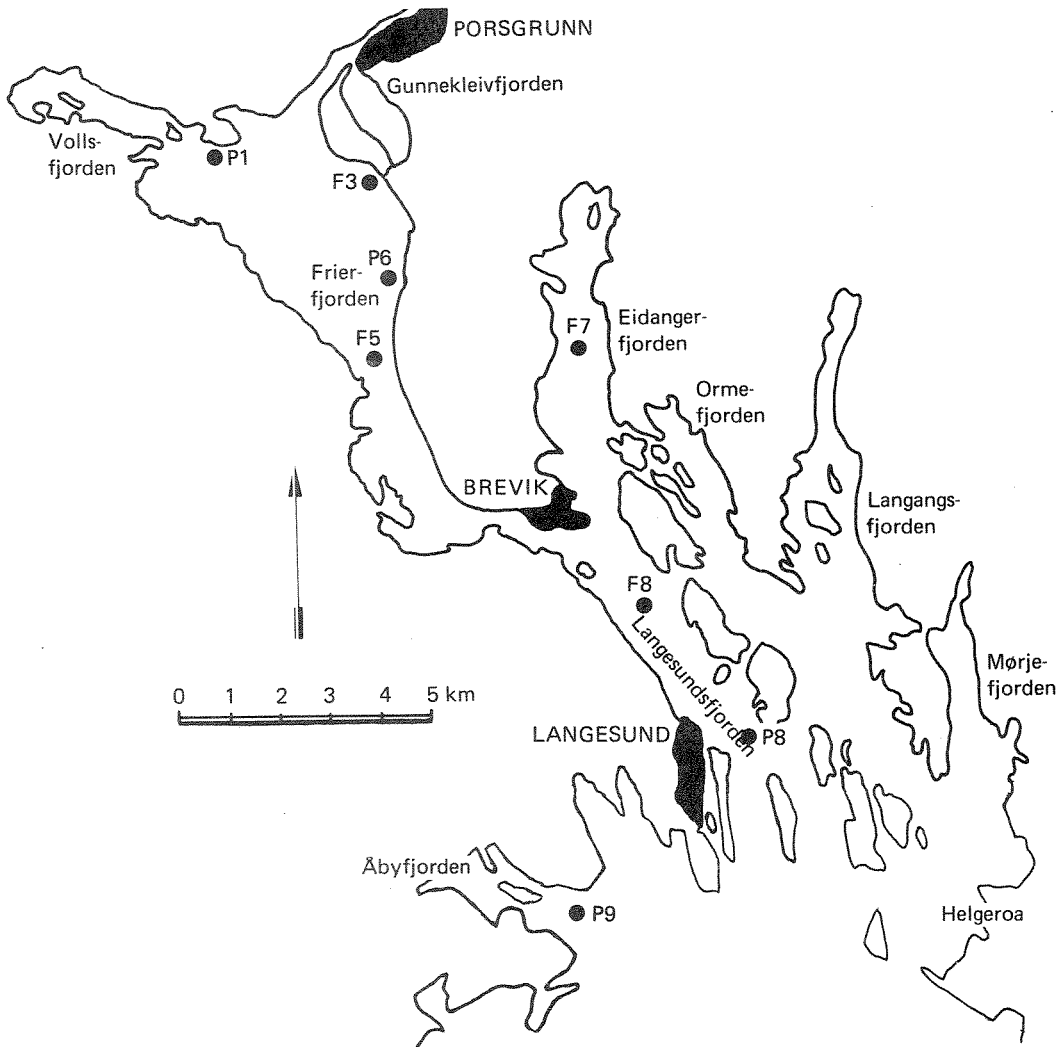 PORSGRUNN
Gunnekleivfjorden
Volls-
fjorden
P1
F3
P6
Frier-
fjorden
F5
F7
Eidanger-
fjorden
Orme-
fjorden
BREVIK
Langangs-
fjorden
F8
Langesundsfjorden
Mørje-
fjorden
0 1 2 3 4 5 km
LANGESUND
P8
Åbyfjorden
P9
Helgeroa